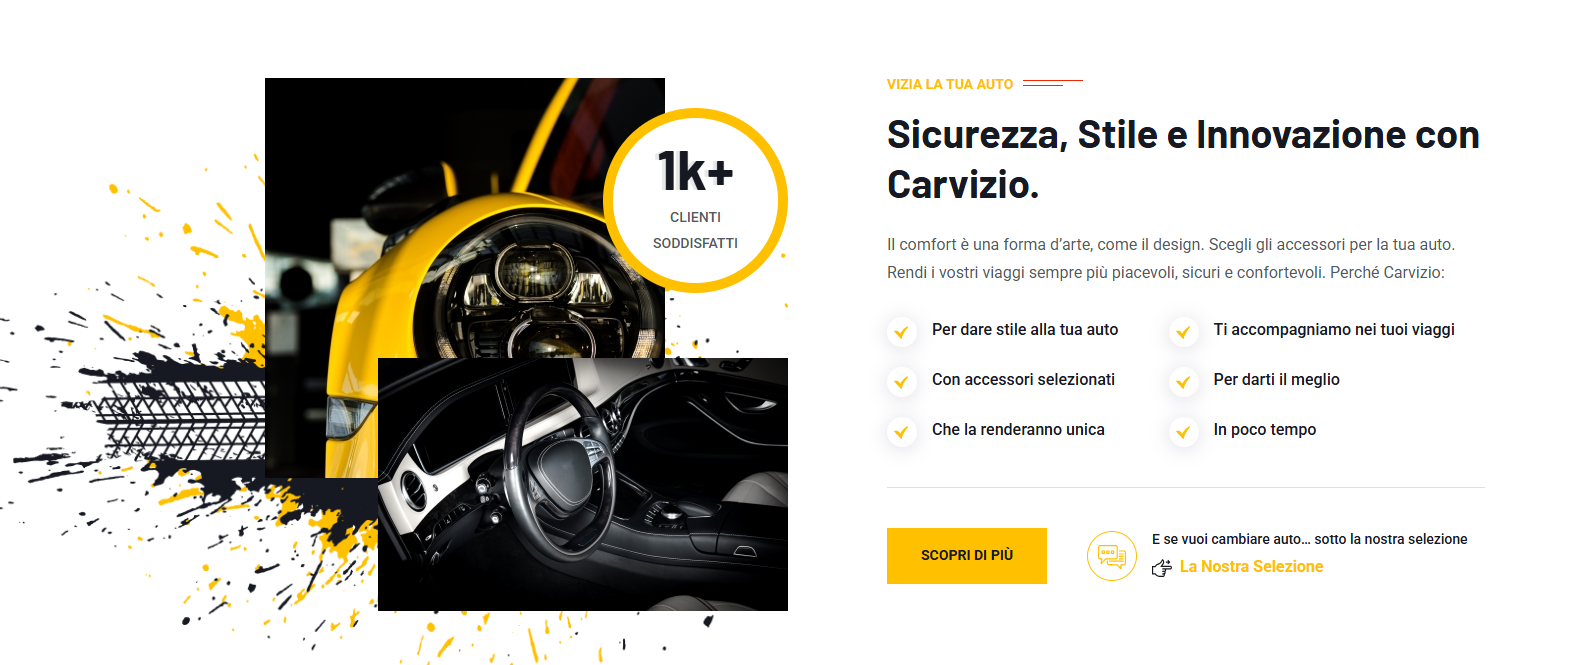 1k+
CLIENTI
SODDISFATTI
VIZIA LA TUA AUTO
Sicurezza, Stile e Innovazione con
Carvizio.
Il comfort è una forma d'arte, come il design. Scegli gli accessori per la tua auto.
Rendi i vostri viaggi sempre più piacevoli, sicuri e confortevoli. Perché Carvizio:
Per dare stile alla tua auto
Ti accompagniamo nei tuoi viaggi
Con accessori selezionati
Per darti il meglio
Che la renderanno unica
In poco tempo
SCOPRI DI PIÙ
E se vuoi cambiare auto… sotto la nostra selezione
La Nostra Selezione